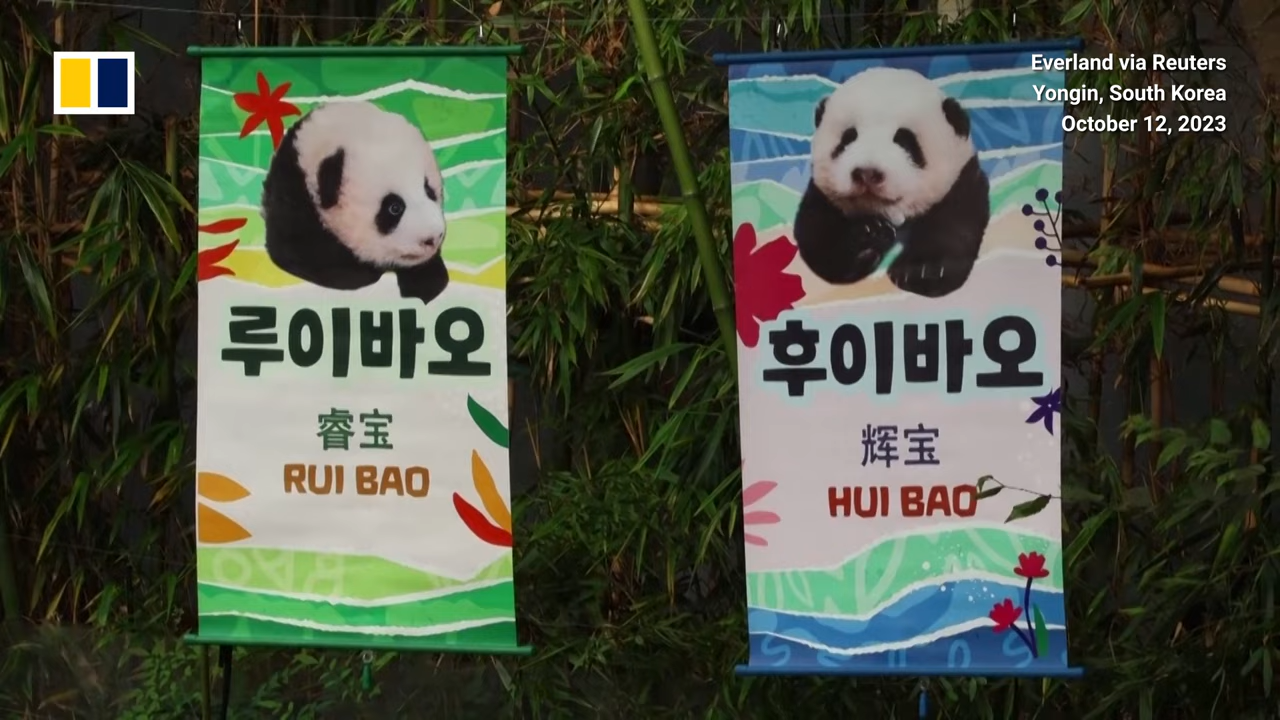 Everland via Reuters
Yongin, South Korea
October 12, 2023
루이바오
睿宝
RUI BAO
후이바오
辉宝
HUI BAO